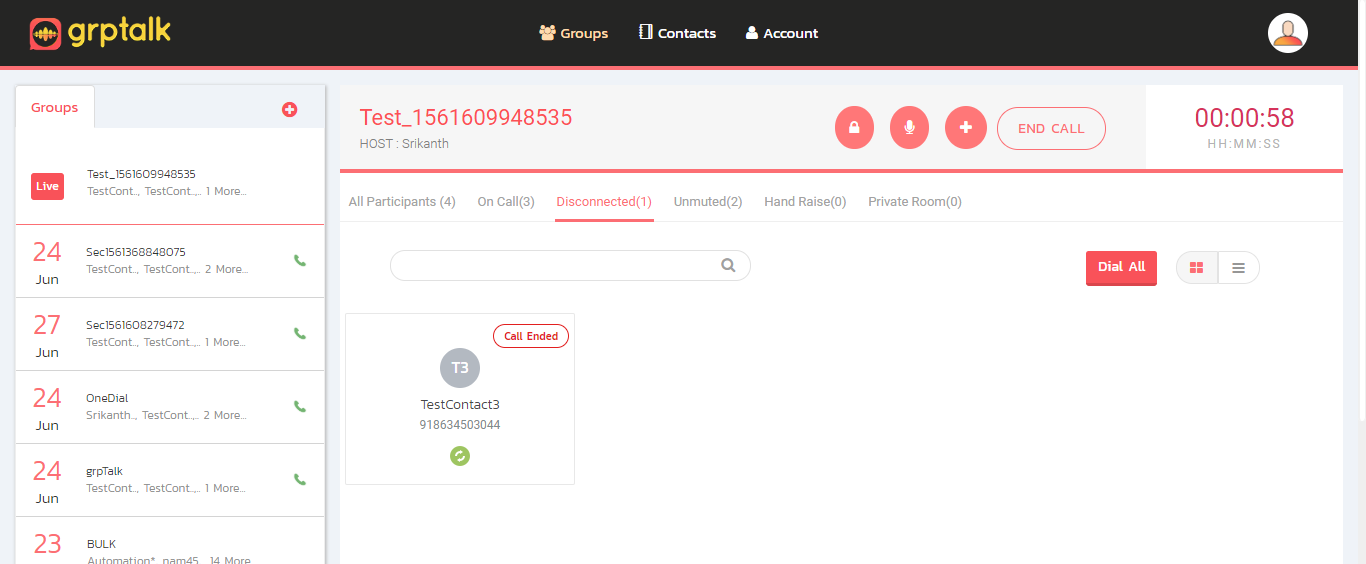 grptalk
Groups
Contacts
Account
Groups
Live
Test_1561609948535
TestCont.., TestCont..,.. 1 More...
24
Jun
Sec1561368848075
TestCont.., TestCont..,.. 2 More...
27
Jun
Sec1561608279472
TestCont.., TestCont..,.. 1 More...
24
Jun
OneDial
Srikanth.., TestCont..,.. 2 More...
24
Jun
grpTalk
TestCont.., TestCont..,.. 1 More...
23
BULK
Automation*, nam45.. 14 More
Test_1561609948535
HOST : Srikanth
END CALL
00:00:58
HH:MM:SS
All Participants (4)
On Call(3)
Disconnected(1)
Unmuted(2)
Hand Raise(0)
Private Room(0)
Dial All
Call Ended
T3
TestContact3
918634503044